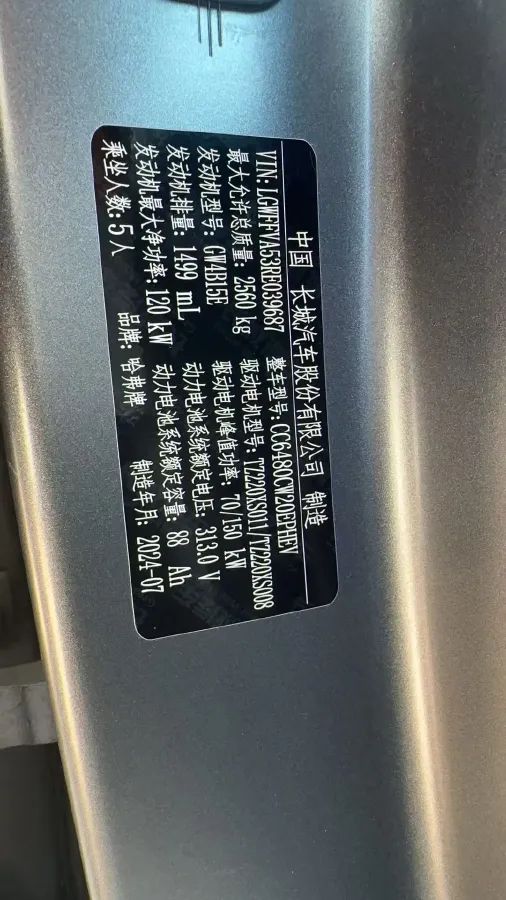 中国 长城汽车股份有限公司 制造
VIN: LGWFFVA53RE039687 整车型号: CC6480CW20EPHEV
最大允许总质量: 2560 kg 驱动电机型号: TZ220XS011/TZ220XS008
发动机型号: GW4B15E 驱动电机峰值功率: 70/150 kW
发动机排量: 1499 mL 动力电池系统额定电压: 313.0 V
发动机最大净功率: 120 kW 动力电池系统额定容量: 88 Ah
乘坐人数: 5人 品牌: 哈弗牌 制造年月: 2024-07